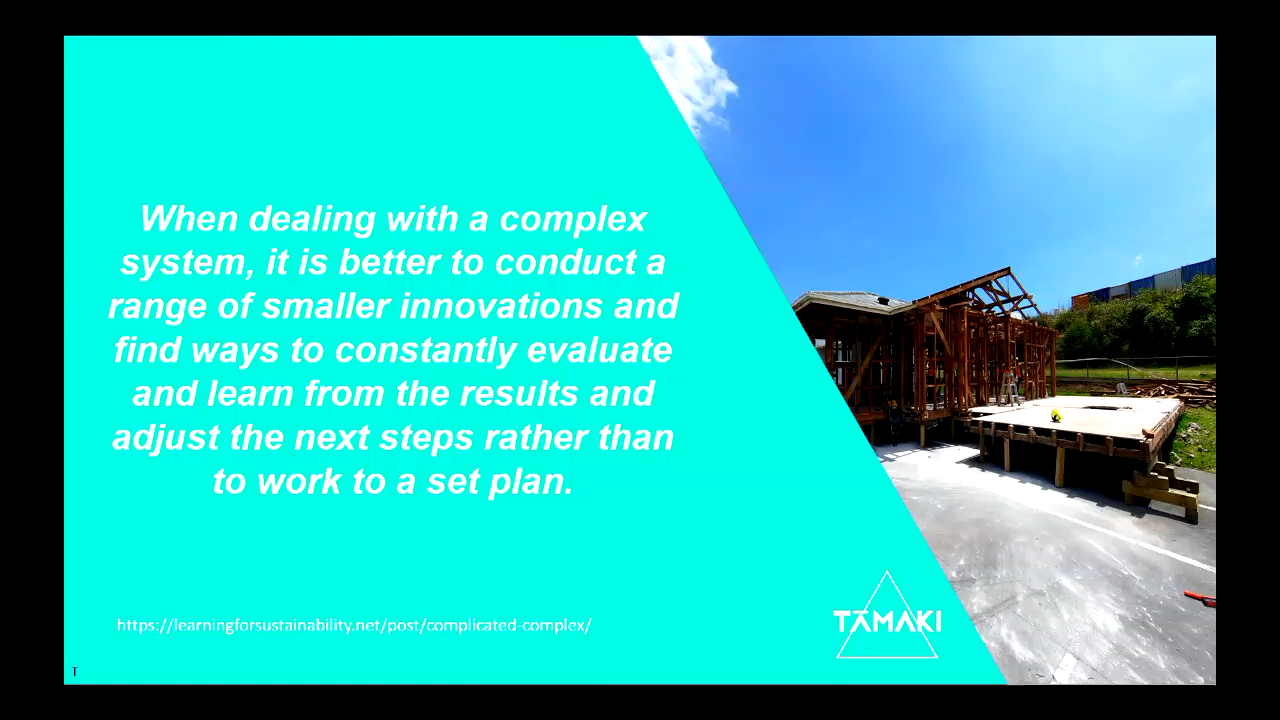 When dealing with a complex
system, it is better to conduct a
range of smaller innovations and
find ways to constantly evaluate
and learn from the results and
adjust the next steps rather than
to work to a set plan.
https://learningforsustainability.net/post/complicated-complex/
TĀMAKI
T